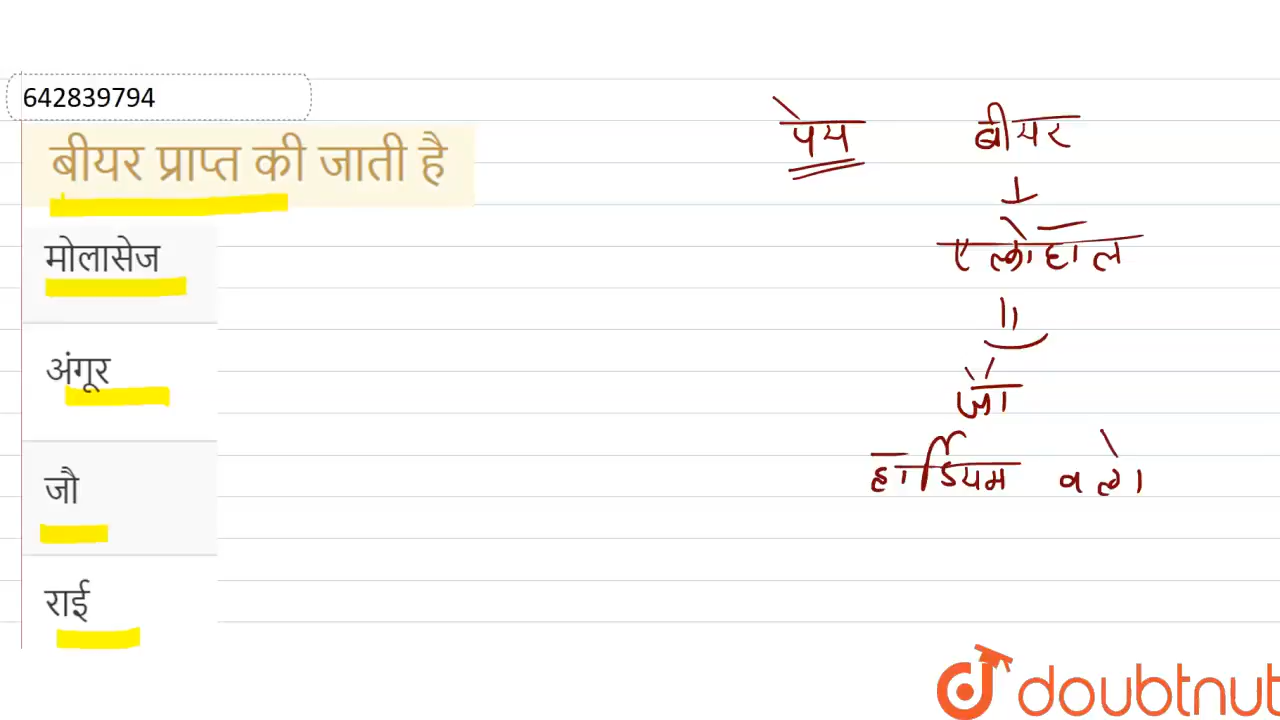 642839794
बीयर प्राप्त की जाती है
मोलासेज
अंगूर
जौ
राई
पेय बीयर
एल्कोहाल
जौ
हार्डियम
doubtnut